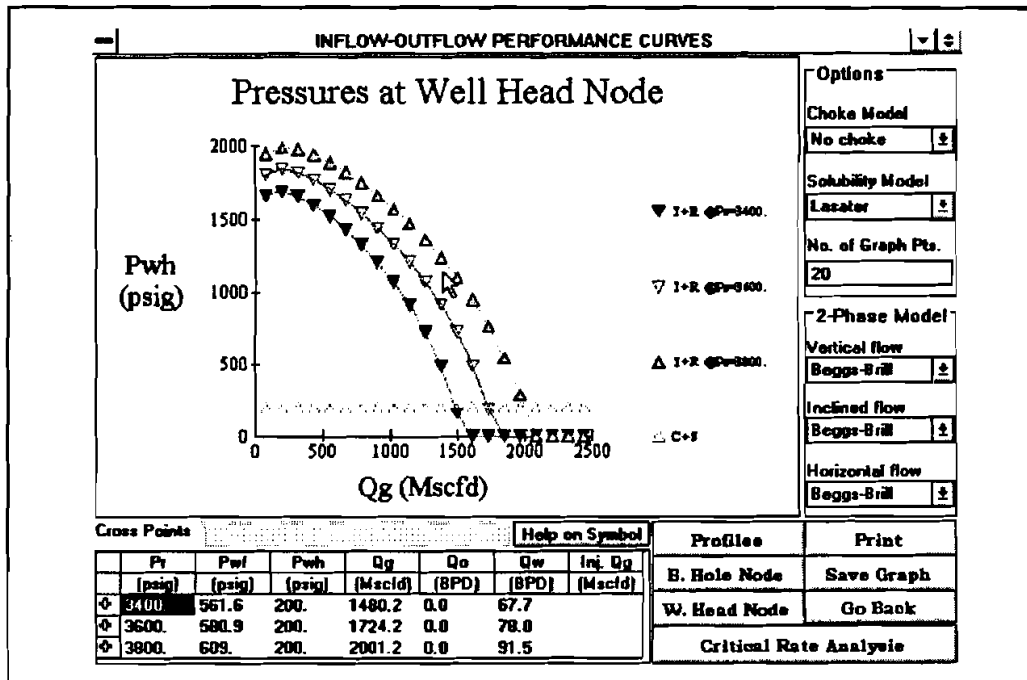 INFLOW-OUTFLOW PERFORMANCE CURVES
Pressures at Well Head Node
Pwh
(psig)
2000
1500
1000
500
0
0 500 1000 1500 2000 2500
Qg (Mscfd)
I+R @Pr=3400.
I+R @Pr=3600.
I+R @Pr=3800.
C+S
Options
Choke Model
No choke
Solubility Model
Lasater
No. of Graph Pts.
20
2-Phase Model
Vertical flow
Beggs-Brill
Inclined flow
Beggs-Brill
Horizontal flow
Beggs-Brill
Cross Points
Help on Symbol
Pr Pwf Pwh Qg Qo Qw Inj. Qg
(psig) (psig) (psig) (Mscfd) (BPD) (BPD) (Mscfd)
3400. 561.6 200. 1480.2 0.0 67.7
3600. 580.9 200. 1724.2 0.0 78.0
3800. 609. 200. 2001.2 0.0 91.5
Profiles Print
B. Hole Node Save Graph
W. Head Node Go Back
Critical Rate Analysis